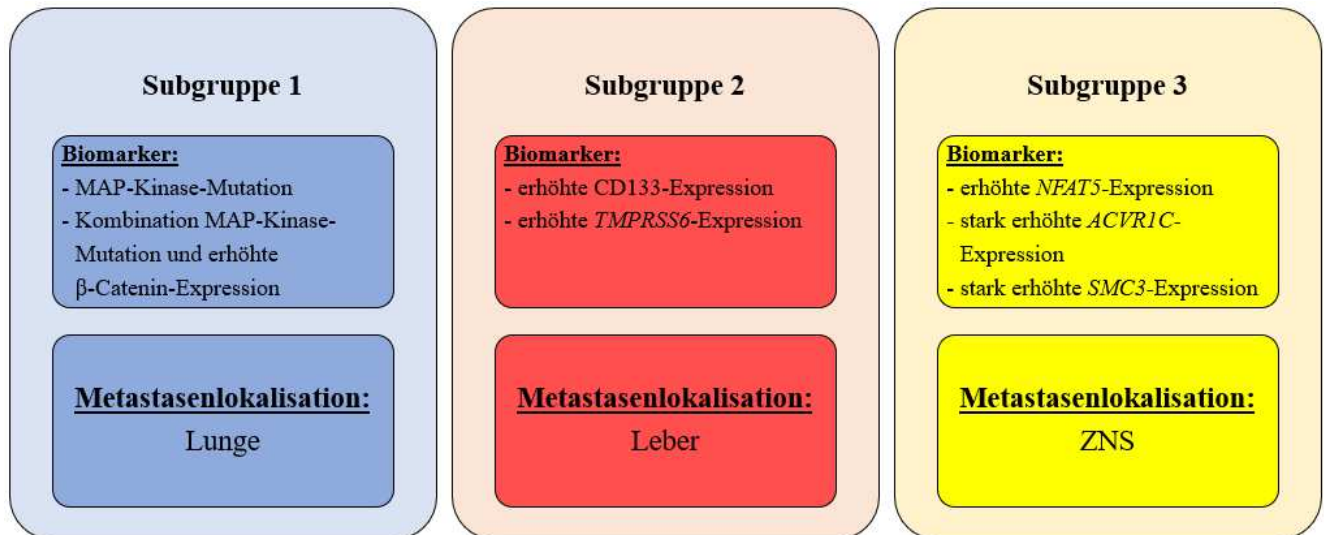 Subgruppe 1
Biomarker:
- MAP-Kinase-Mutation
- Kombination MAP-Kinase-
Mutation und erhöhte
β-Catenin-Expression
Metastasenlokalisation:
Lunge
Subgruppe 2
Biomarker:
- erhöhte CD133-Expression
- erhöhte TMPRSS6-Expression
Metastasenlokalisation:
Leber
Subgruppe 3
Biomarker:
- erhöhte NFAT5-Expression
- stark erhöhte ACVR1C-
Expression
- stark erhöhte SMC3-Expression
Metastasenlokalisation:
ZNS